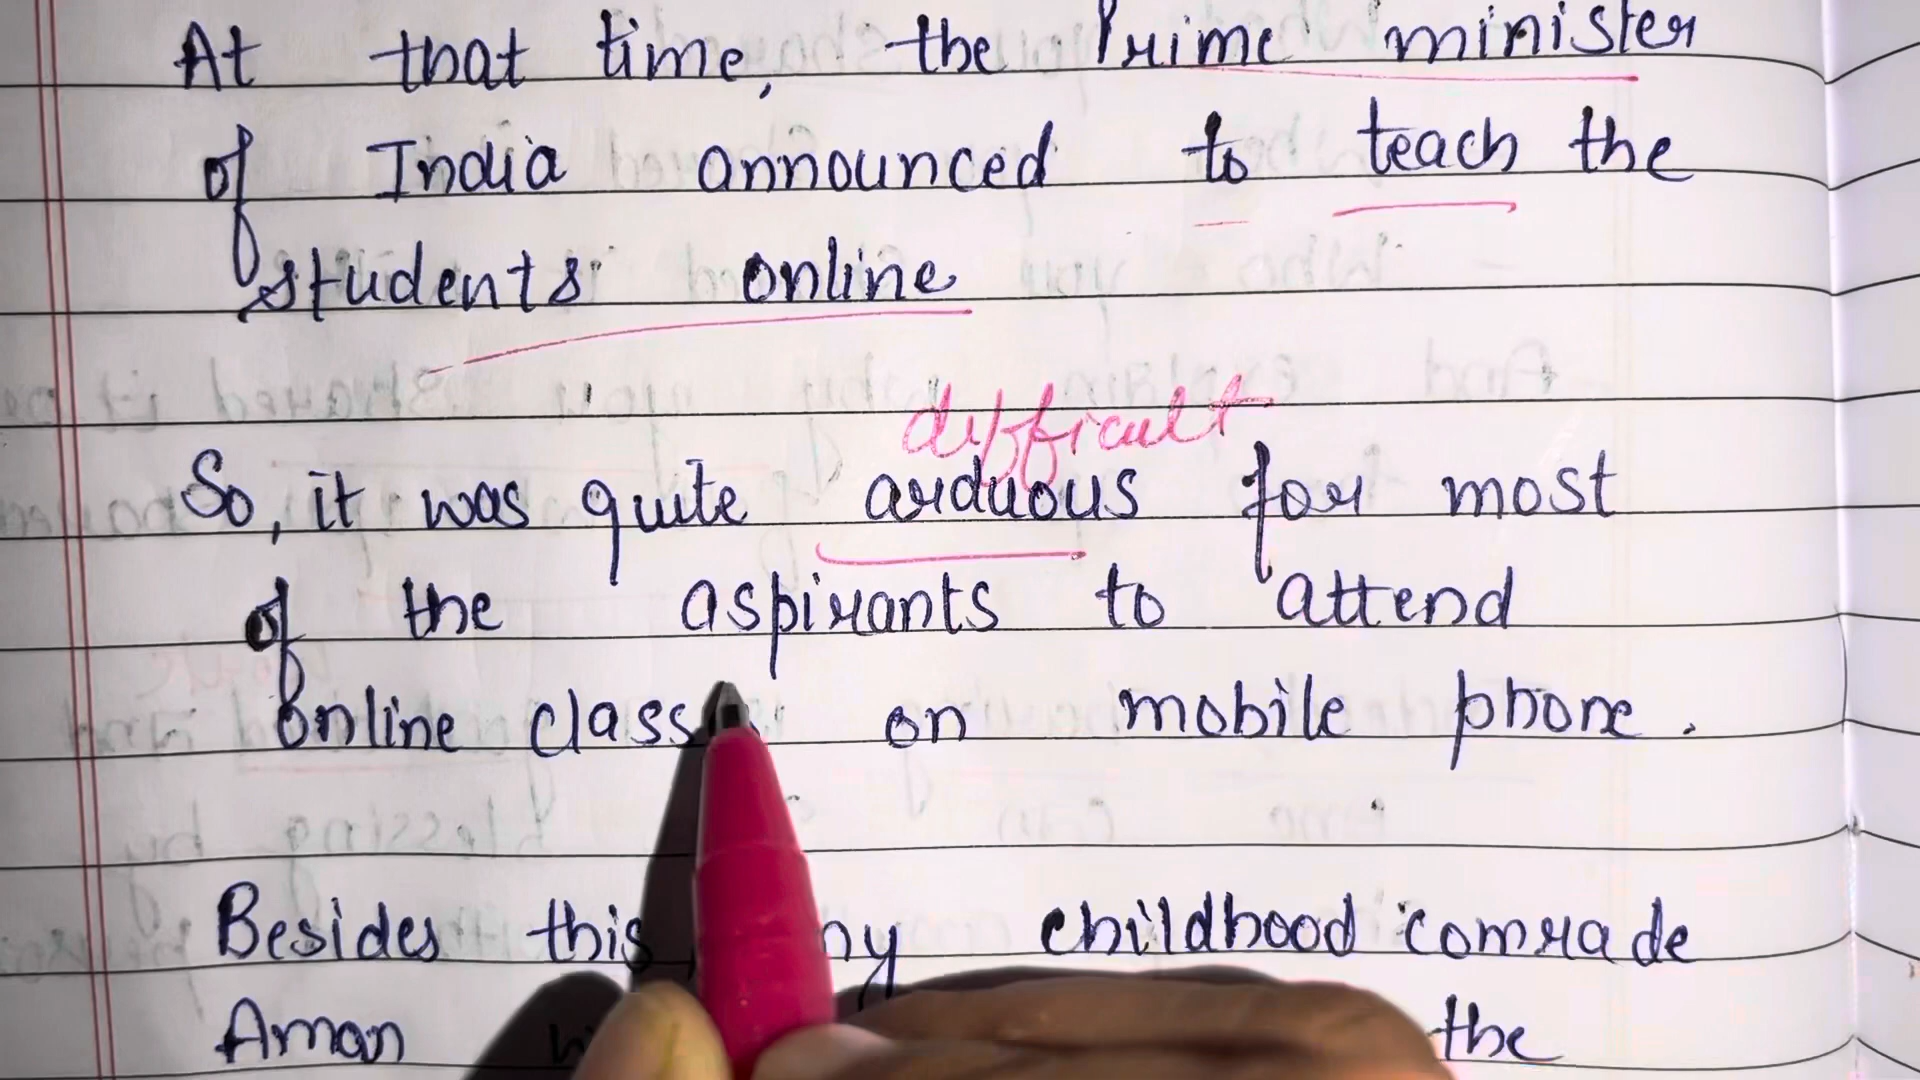 At that time, the Prime minister
of India announced to teach the
students online
difficult
So, it was quite arduous for most
of the aspirants to attend
online class on mobile phone.
Besides this, my childhood comrade
Aman the